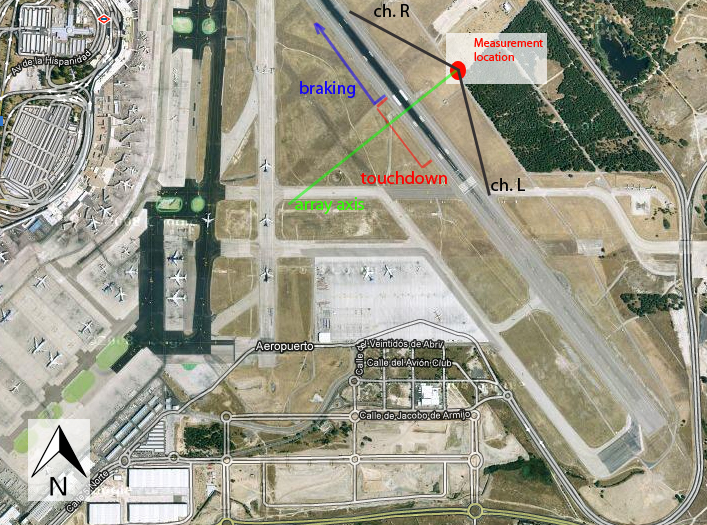 ch. R
Av de la Hispanidad
Measurement
location
braking
touchdown
ch. L
array axis
Aeropuerto
Calle de Veintidós de Abril
Calle del Avión Club
Calle de Jacobo de Armijo
N